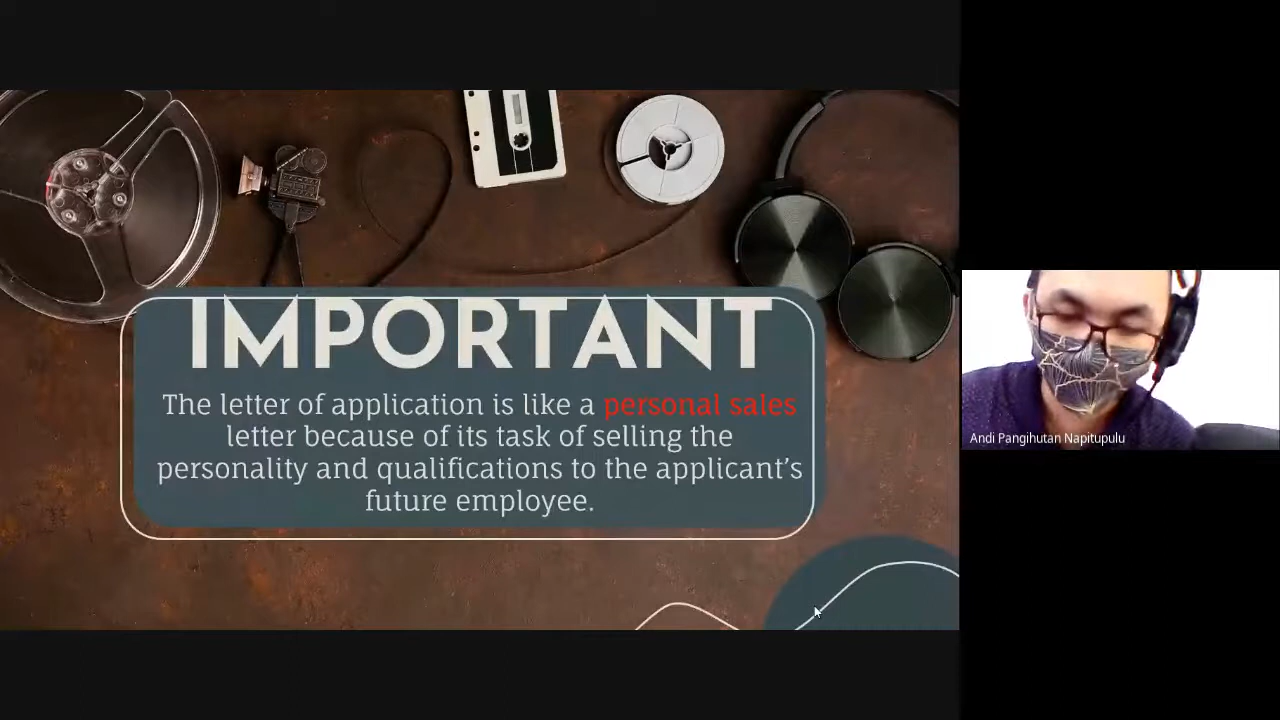 IMPORTANT
The letter of application is like a personal sales
letter because of its task of selling the
personality and qualifications to the applicant’s
future employee.
Andi Pangihutan Napitupulu